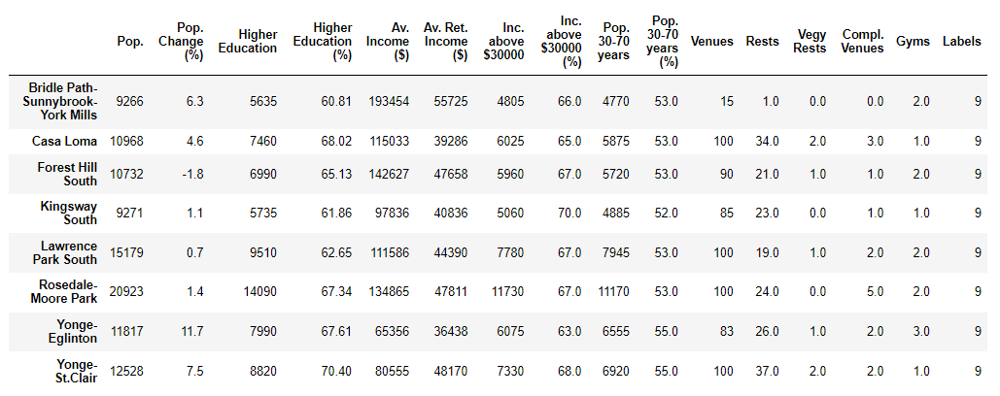 Pop. Pop. Change (%) Higher Education Higher Education (%) Av. Income ($) Av. Ret. Income ($) Inc. above $30000 Inc. above $30000 (%) Pop. 30-70 years Pop. 30-70 years (%) Venues Rests Vegy Rests Compl. Venues Gyms Labels
Bridle Path-Sunnybrook-York Mills 9266 6.3 5635 60.81 193454 55725 4805 66.0 4770 53.0 15 1.0 0.0 0.0 2.0 9
Casa Loma 10968 4.6 7460 68.02 115033 39286 6025 65.0 5875 53.0 100 34.0 2.0 3.0 1.0 9
Forest Hill South 10732 -1.8 6990 65.13 142627 47658 5960 67.0 5720 53.0 90 21.0 1.0 1.0 2.0 9
Kingsway South 9271 1.1 5735 61.86 97836 40836 5060 70.0 4885 52.0 85 23.0 0.0 1.0 1.0 9
Lawrence Park South 15179 0.7 9510 62.65 111586 44390 7780 67.0 7945 53.0 100 19.0 1.0 2.0 2.0 9
Rosedale-Moore Park 20923 1.4 14090 67.34 134865 47811 11730 67.0 11170 53.0 100 24.0 0.0 5.0 2.0 9
Yonge-Eglinton 11817 11.7 7990 67.61 65356 36438 6075 63.0 6555 55.0 83 26.0 1.0 2.0 3.0 9
Yonge-St.Clair 12528 7.5 8820 70.40 80555 48170 7330 68.0 6920 55.0 100 37.0 2.0 2.0 1.0 9